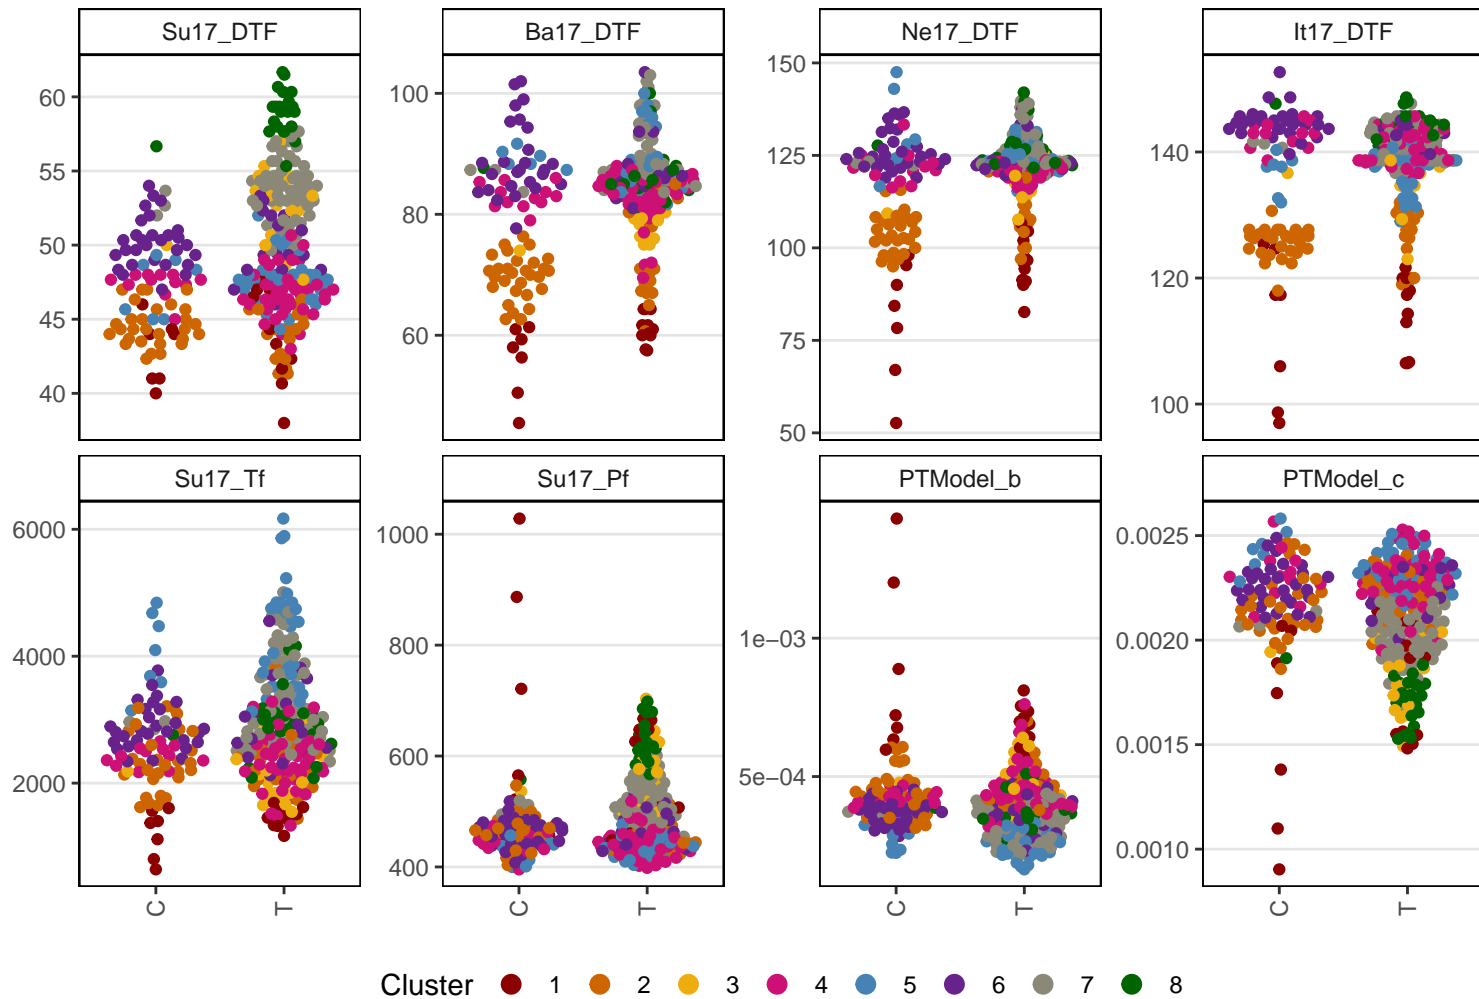 Su17_DTF
Ba17_DTF
Ne17_DTF
It17_DTF
60
55
50
45
40
100
80
60
150
125
100
75
50
140
120
100
Su17_Tf
Su17_Pf
PTModel_b
PTModel_c
6000
4000
2000
1000
800
600
400
1e−03
5e−04
0.0025
0.0020
0.0015
0.0010
C
T
C
T
C
T
C
T
Cluster 1 2 3 4 5 6 7 8